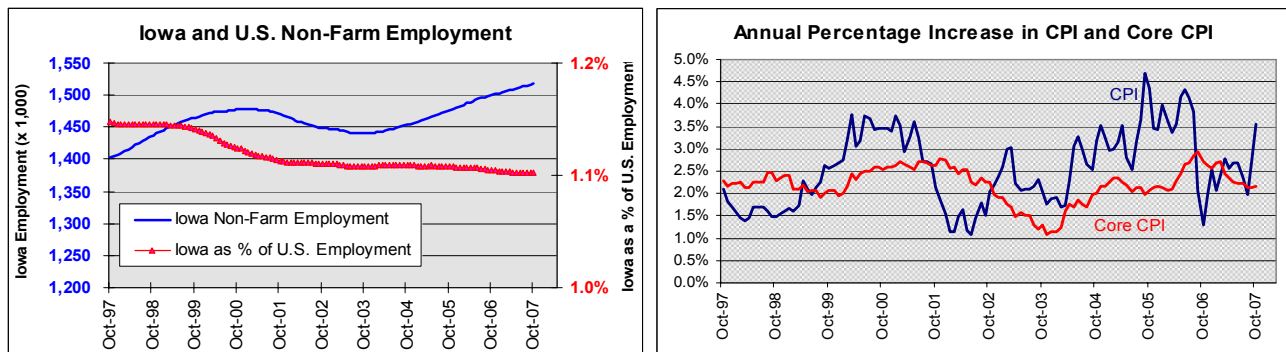 Iowa and U.S. Non-Farm Employment
Iowa Employment (x 1,000)
1,550
1,500
1,450
1,400
1,350
1,300
1,250
1,200
1.2%
1.1%
1.0%
Iowa as a % of U.S. Employment
Iowa Non-Farm Employment
Iowa as % of U.S. Employment
Oct-97
Oct-98
Oct-99
Oct-00
Oct-01
Oct-02
Oct-03
Oct-04
Oct-05
Oct-06
Oct-07
Annual Percentage Increase in CPI and Core CPI
5.0%
4.5%
4.0%
3.5%
3.0%
2.5%
2.0%
1.5%
1.0%
0.5%
0.0%
CPI
Core CPI
Oct-97
Oct-98
Oct-99
Oct-00
Oct-01
Oct-02
Oct-03
Oct-04
Oct-05
Oct-06
Oct-07